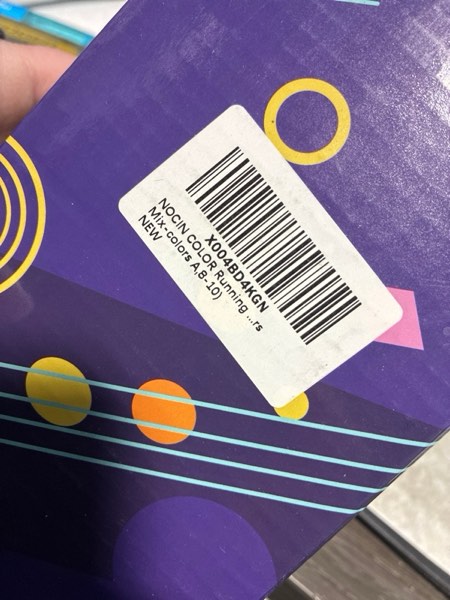 X004BD4KGN
NOCIN COLOR Running ...rs
Mix-colors A,8-10)
NEW